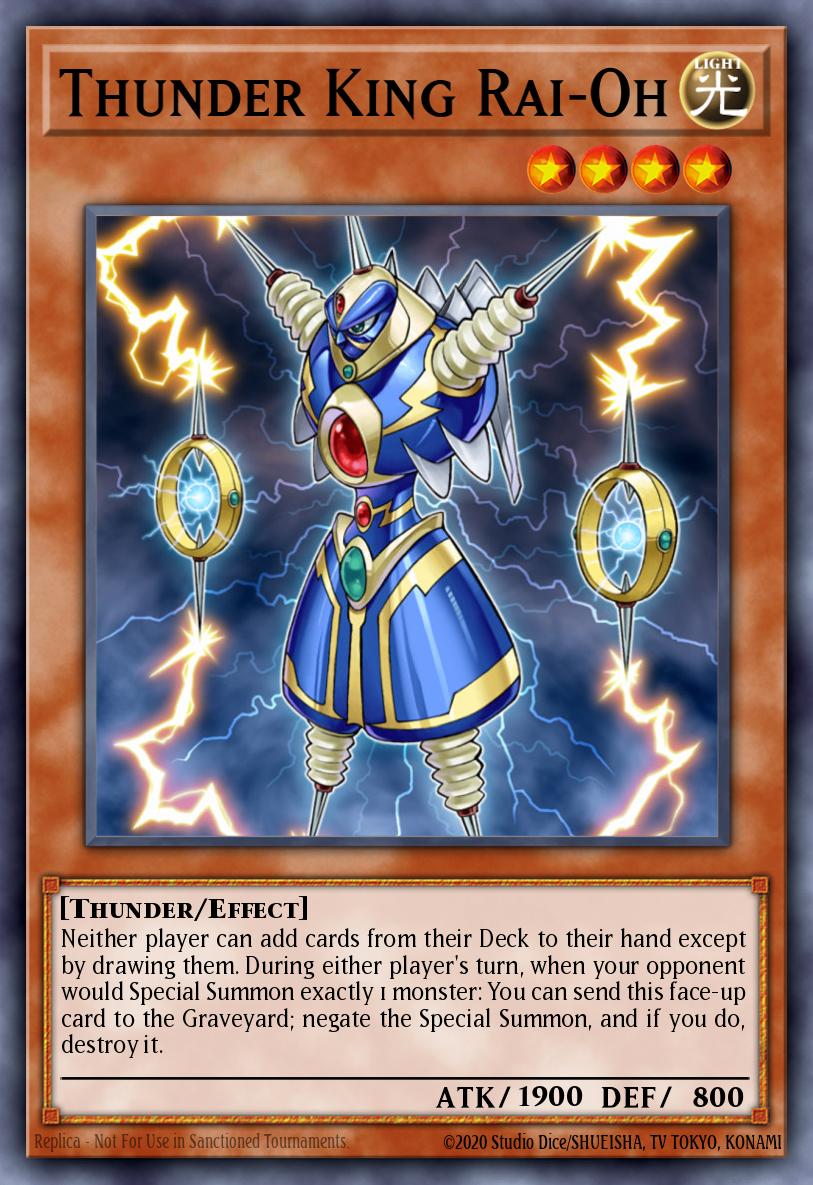 Thunder King Rai-Oh
LIGHT
光
[Thunder/Effect]
Neither player can add cards from their Deck to their hand except
by drawing them. During either player's turn, when your opponent
would Special Summon exactly 1 monster: You can send this face-up
card to the Graveyard; negate the Special Summon, and if you do,
destroy it.
ATK/ 1900 DEF/ 800
Replica - Not For Use in Sanctioned Tournaments.
©2020 Studio Dice/SHUEISHA, TV TOKYO, KONAMI